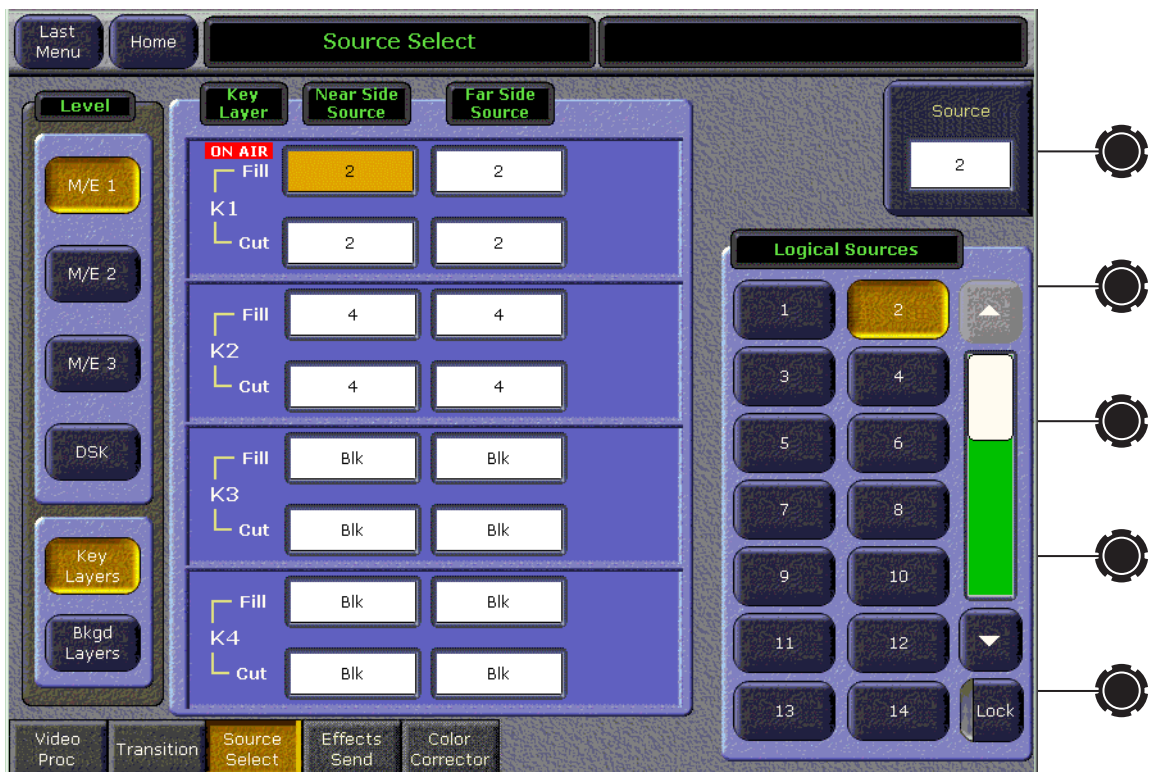 Last
Menu
Home
Source Select
Level
M/E 1
M/E 2
M/E 3
DSK
Key
Layers
Bkgd
Layers
Key
Layer
Near Side
Source
Far Side
Source
ON AIR
Fill
2
2
K1
Cut
2
2
Fill
4
4
K2
Cut
4
4
Fill
Blk
Blk
K3
Cut
Blk
Blk
Fill
Blk
Blk
K4
Cut
Blk
Blk
Source
2
Logical Sources
1
2
3
4
5
6
7
8
9
10
11
12
13
14
Lock
Video
Proc
Transition
Source
Select
Effects
Send
Color
Corrector